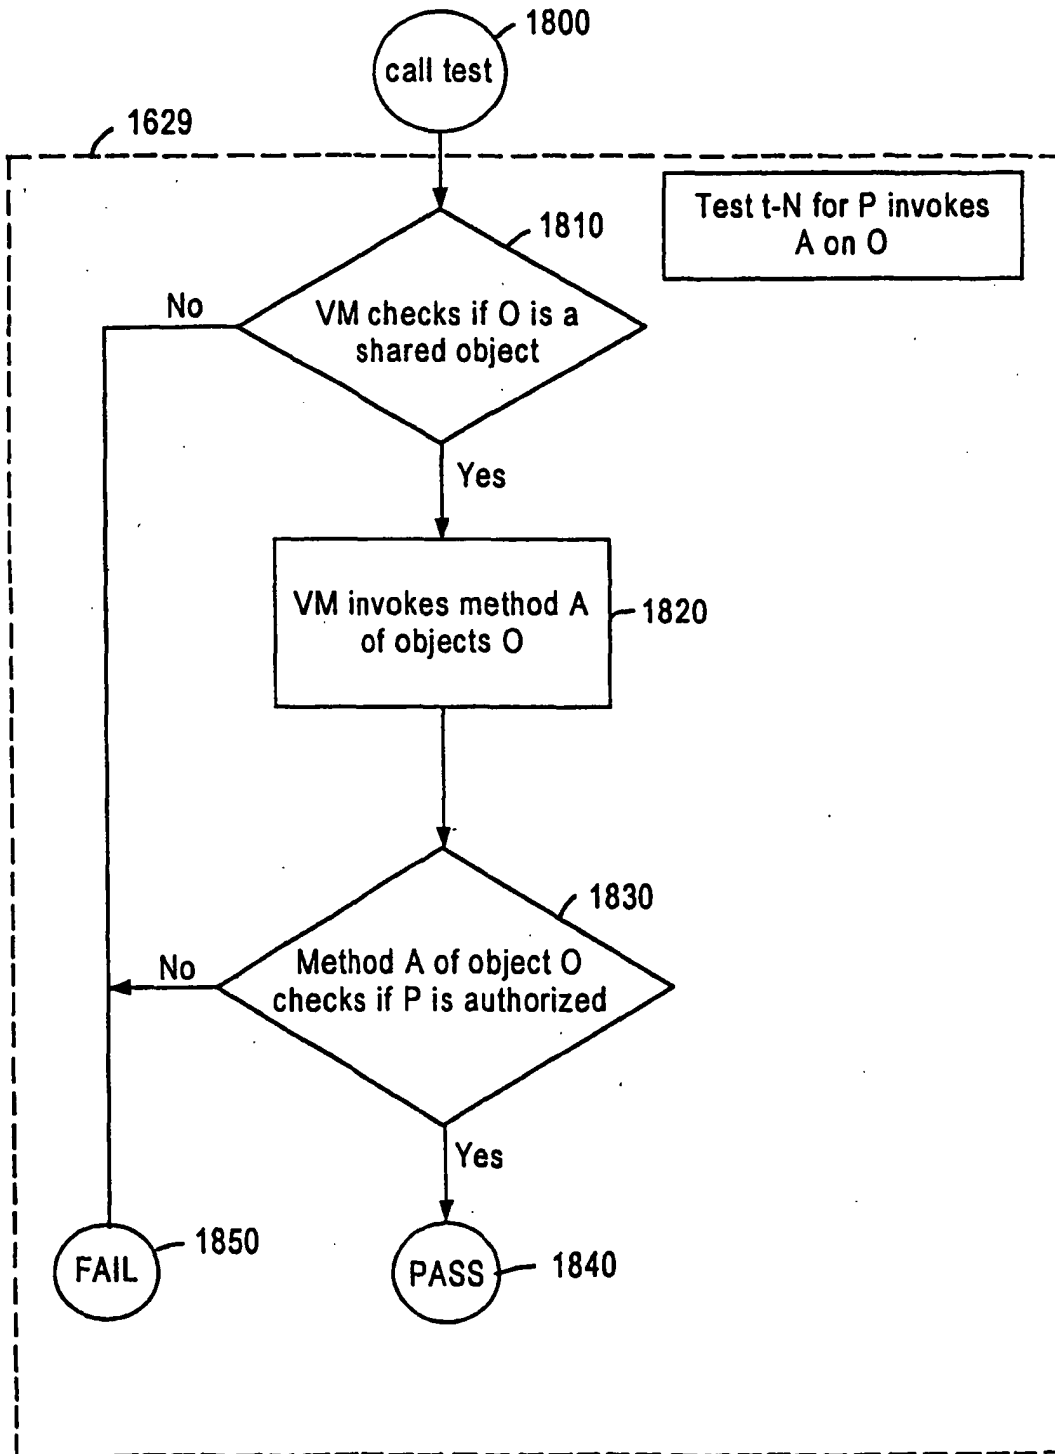 1800
call test
1629
Test t-N for P invokes
A on O
1810
No
VM checks if O is a
shared object
Yes
VM invokes method A
of objects O
1820
1830
No
Method A of object O
checks if P is authorized
Yes
FAIL
1850
PASS
1840